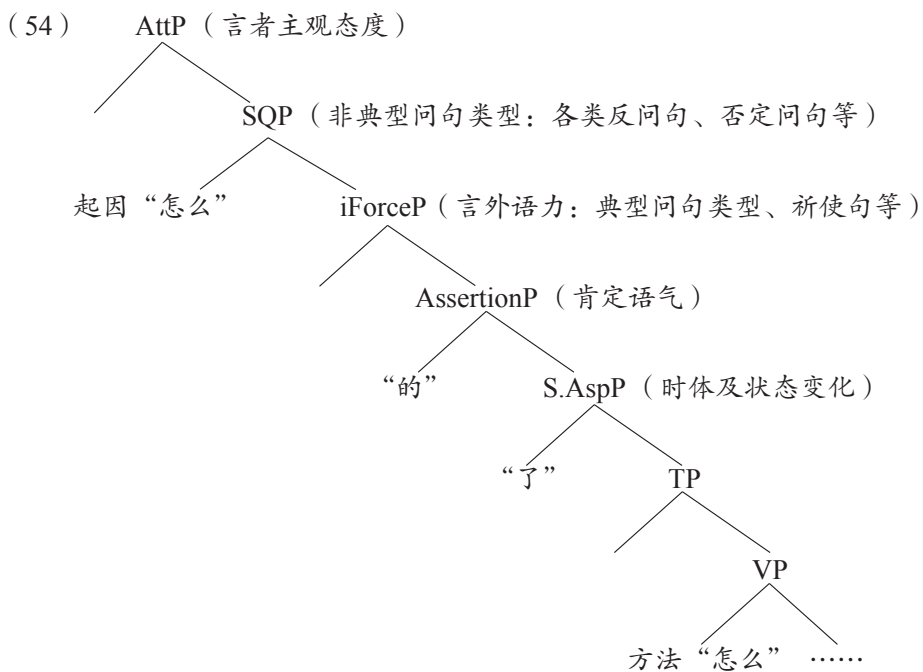 （54） AttP（言者主观态度）
SQP（非典型问句类型：各类反问句、否定问句等）
起因“怎么” iForceP（言外语力：典型问句类型、祈使句等）
AssertionP（肯定语气）
“的” S.AspP（时体及状态变化）
“了” TP
VP
方法“怎么” ……